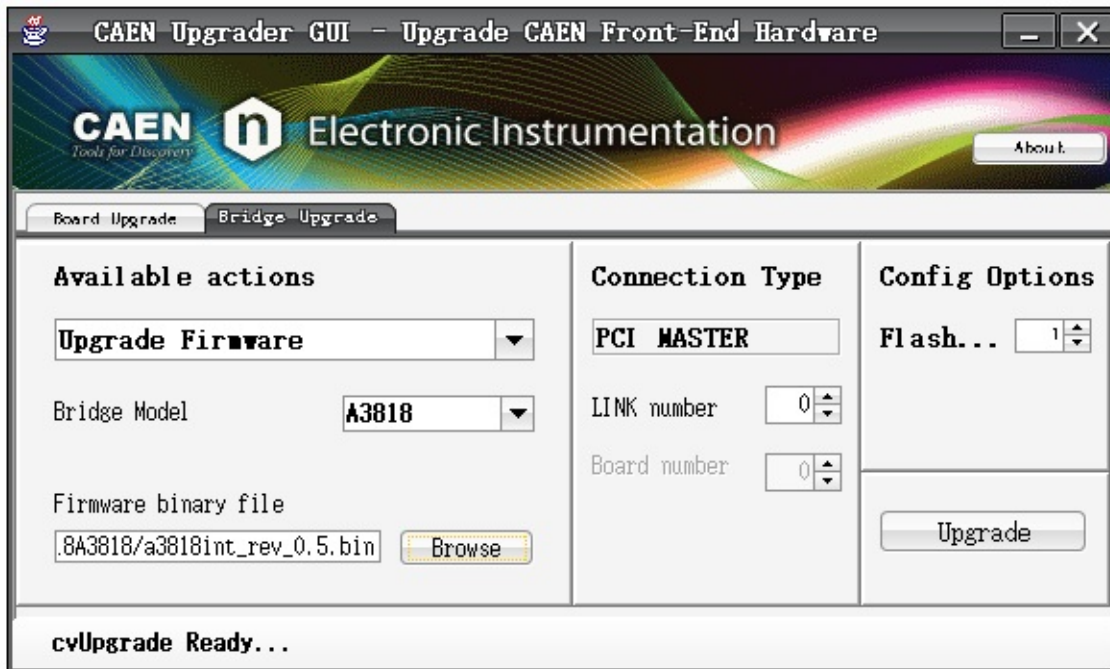 CAEN Upgrader GUI - Upgrade CAEN Front-End Hardware
CAEN
Tools for Discovery
n
Electronic Instrumentation
About
Board Upgrade
Bridge Upgrade
Available actions
Upgrade Firmware
Bridge Model
A3818
Firmware binary file
.8A3818/a3818int_rev_0.5.bin
Browse
Connection Type
PCI MASTER
LINK number
0
Board number
0
Config Options
Flash...
1
Upgrade
cvUpgrade Ready...